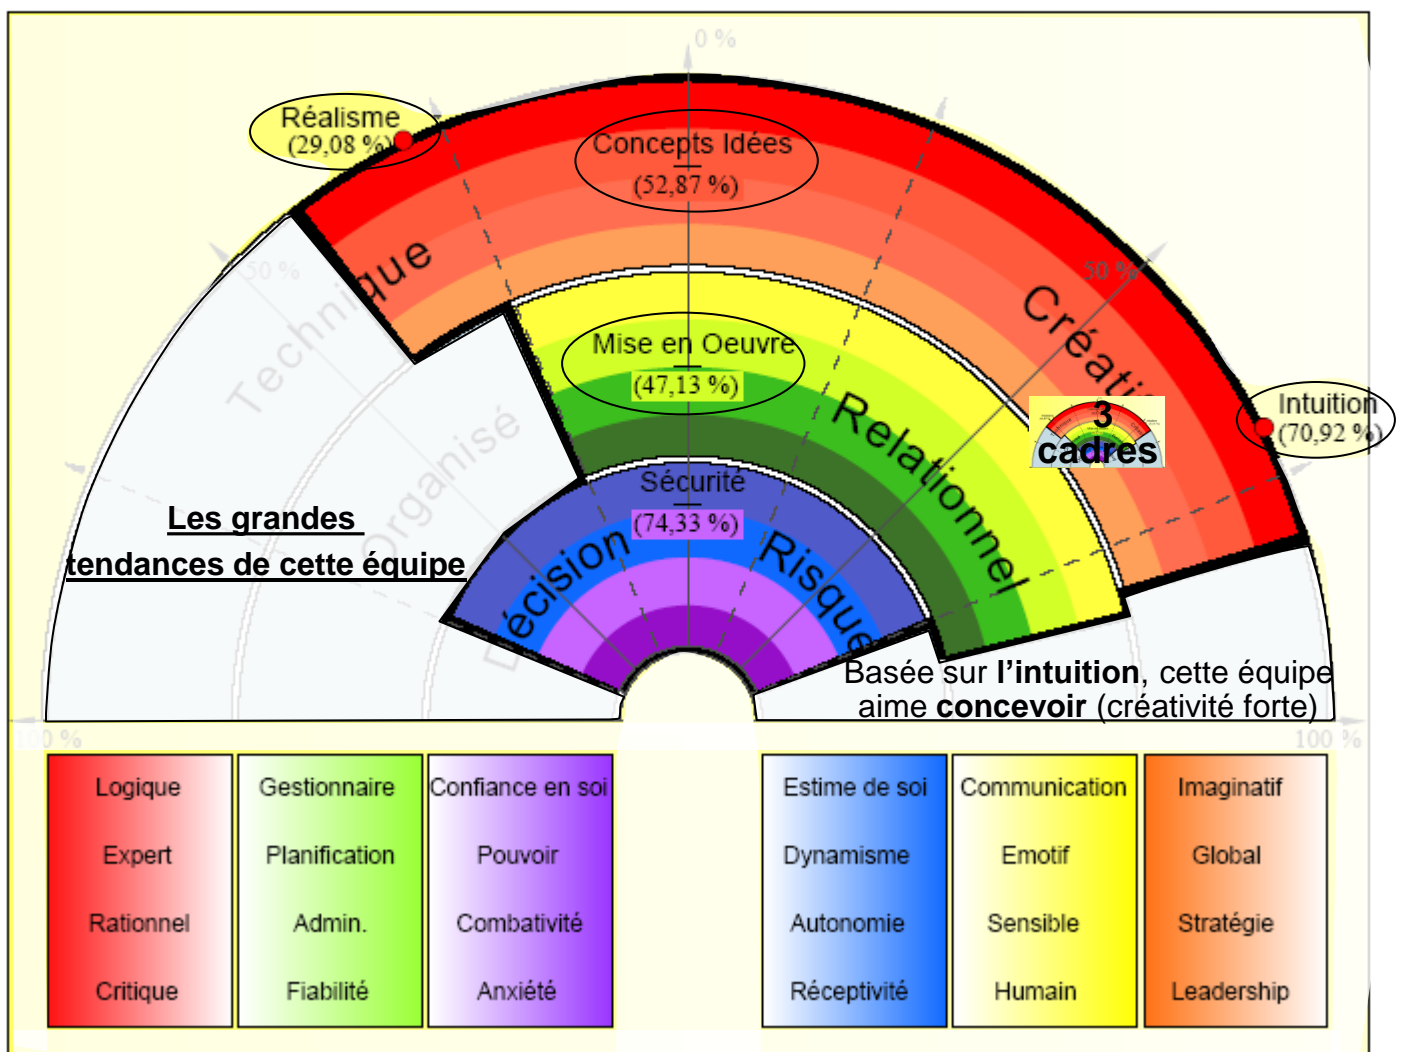 0 %
Réalisme
(29,08 %)
Concepts Idées
(52,87 %)
50 %
50 %
Technique
Créatif
Mise en Oeuvre
(47,13 %)
Organisé
Relationnel
3
cadres
Intuition
(70,92 %)
Sécurité
(74,33 %)
Les grandes
tendances de cette équipe
Décision
Risque
Basée sur l’intuition, cette équipe
aime concevoir (créativité forte)
100 %
100 %
Logique
Expert
Rationnel
Critique
Gestionnaire
Planification
Admin.
Fiabilité
Confiance en soi
Pouvoir
Combativité
Anxiété
Estime de soi
Dynamisme
Autonomie
Réceptivité
Communication
Emotif
Sensible
Humain
Imaginatif
Global
Stratégie
Leadership